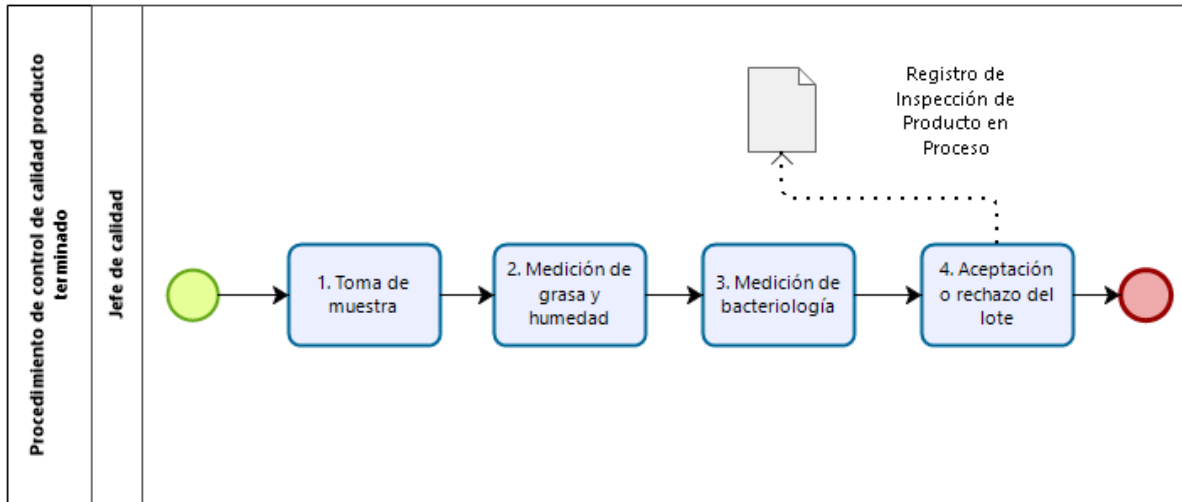 Procedimiento de control de calidad producto
terminado
Jefe de calidad
Registro de
Inspección de
Producto en
Proceso
1. Toma de
muestra
2. Medición de
grasa y
humedad
3. Medición de
bacteriología
4. Aceptación
o rechazo del
lote